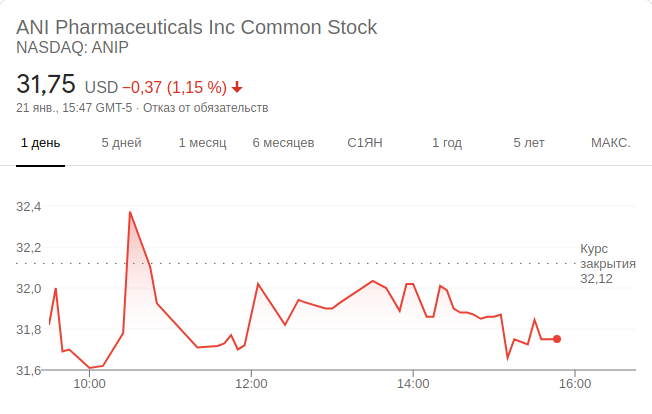 ANI Pharmaceuticals Inc Common Stock
NASDAQ: ANIP
31,75 USD −0,37 (1,15 %)
21 янв., 15:47 GMT-5 · Отказ от обязательств
1 день 5 дней 1 месяц 6 месяцев С1ЯН 1 год 5 лет МАКС.
32,4
32,2
32,0
31,8
31,6
Курс
закрытия
32,12
10:00 12:00 14:00 16:00